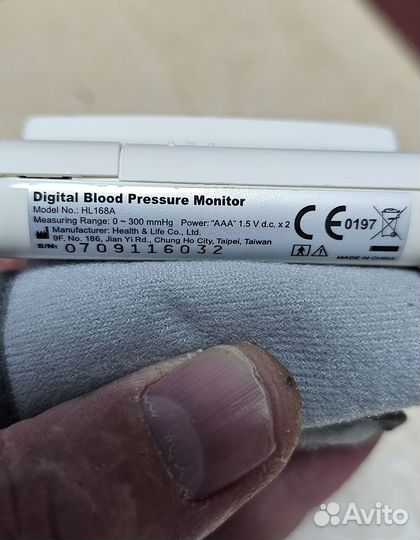 Digital Blood Pressure Monitor
Model No.: HL168A
Measuring Range: 0 ~ 300 mmHg Power: "AAA" 1.5 V d.c. x 2
Manufacturer: Health & Life Co., Ltd.
9F, No. 186, Jian Yi Rd., Chung Ho City, Taipei, Taiwan
S/N: 0709116032
CE 0197
MADE IN CHINA
Avito